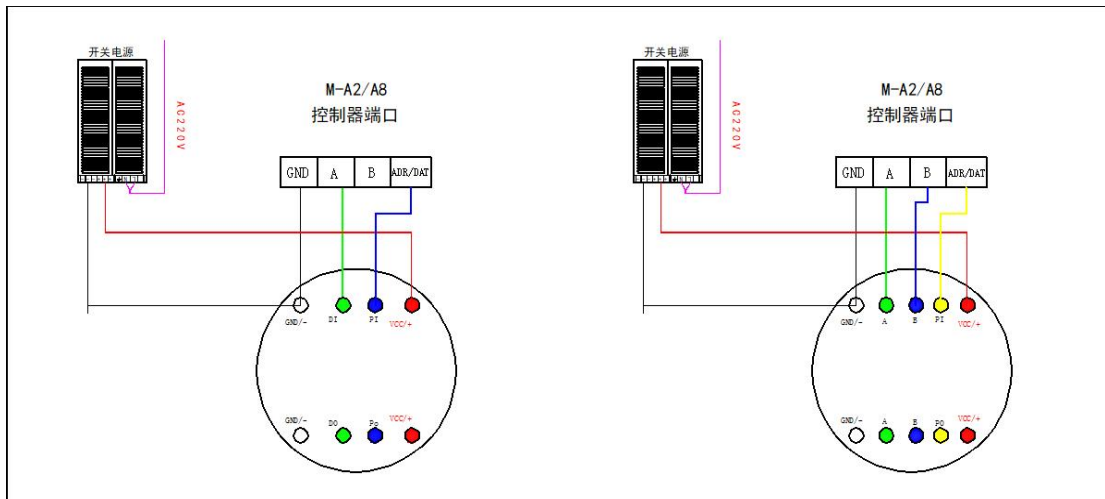 开关电源
AC220V
M-A2/A8
控制器端口
GND A B ADR/DAT
GND/- DI PI VCC/+
GND/- DO Po VCC/+
开关电源
AC220V
M-A2/A8
控制器端口
GND A B ADR/DAT
GND/- A B PI VCC/+
GND/- A B PO VCC/+